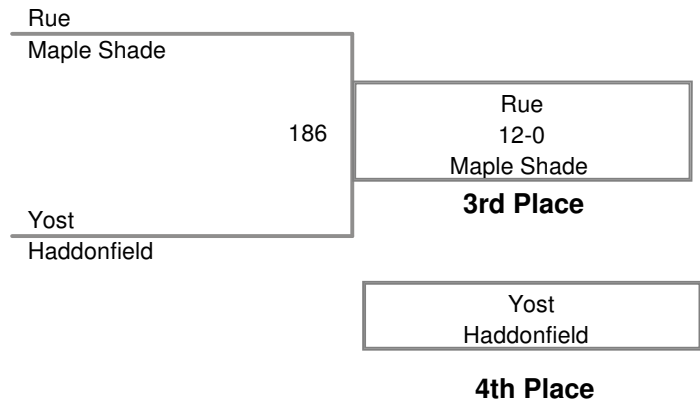 Rue
Maple Shade
186
Rue
12-0
Maple Shade
3rd Place
Yost
Haddonfield
Yost
Haddonfield
4th Place